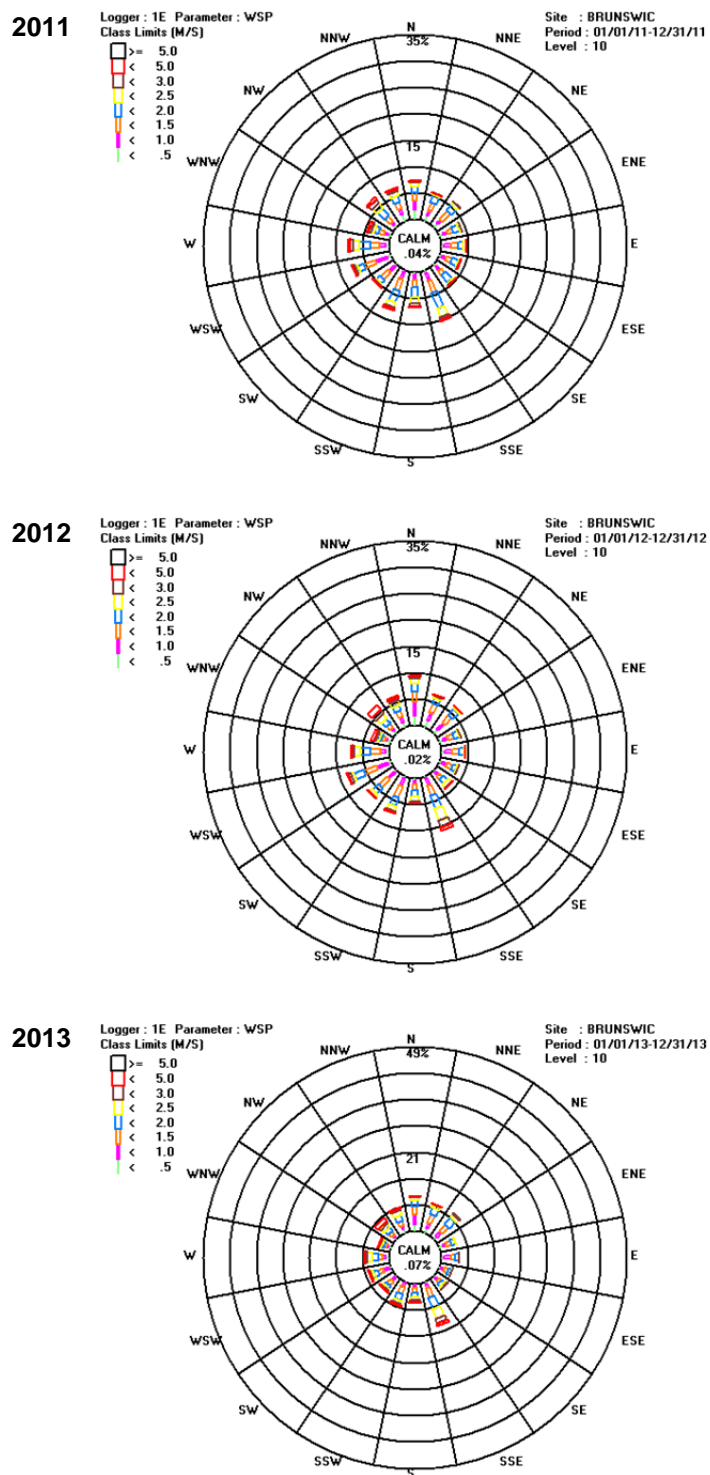 2011
Logger : 1E Parameter : WSP
Class Limits (M/S)
>= 5.0
< 5.0
< 3.0
< 2.5
< 2.0
< 1.5
< 1.0
< .5
Site : BRUNSWIC
Period : 01/01/11-12/31/11
Level : 10
N
35%
NNW
NNE
NW
NE
15
WNW
ENE
W
CALM
.04%
E
WSW
ESE
SW
SE
SSW
SSE
S
2012
Logger : 1E Parameter : WSP
Class Limits (M/S)
>= 5.0
< 5.0
< 3.0
< 2.5
< 2.0
< 1.5
< 1.0
< .5
Site : BRUNSWIC
Period : 01/01/12-12/31/12
Level : 10
N
35%
NNW
NNE
NW
NE
15
WNW
ENE
W
CALM
.02%
E
WSW
ESE
SW
SE
SSW
SSE
S
2013
Logger : 1E Parameter : WSP
Class Limits (M/S)
>= 5.0
< 5.0
< 3.0
< 2.5
< 2.0
< 1.5
< 1.0
< .5
Site : BRUNSWIC
Period : 01/01/13-12/31/13
Level : 10
N
49%
NNW
NNE
NW
NE
21
WNW
ENE
W
CALM
.07%
E
WSW
ESE
SW
SE
SSW
SSE
S